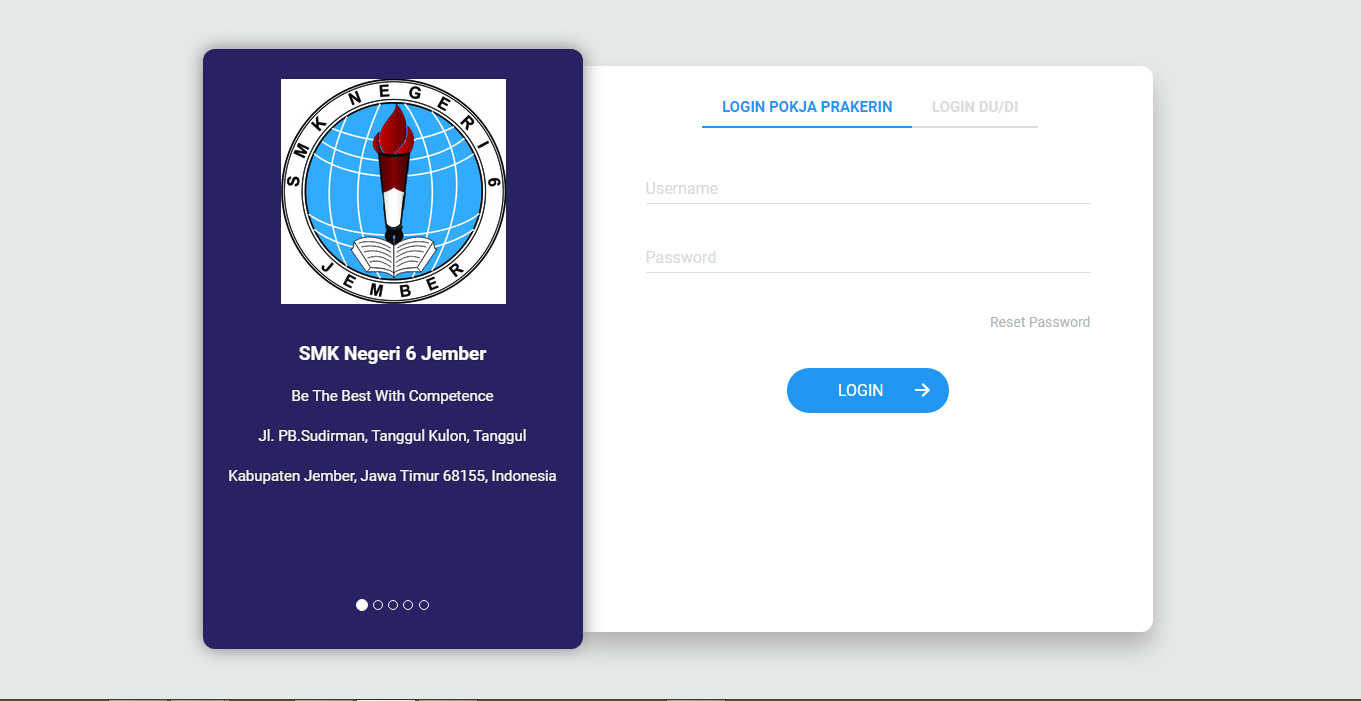 SMK NEGERI 6
JEMBER
SMK Negeri 6 Jember
Be The Best With Competence
Jl. PB.Sudirman, Tanggul Kulon, Tanggul
Kabupaten Jember, Jawa Timur 68155, Indonesia
LOGIN POKJA PRAKERIN LOGIN DU/DI
Username
Password
Reset Password
LOGIN